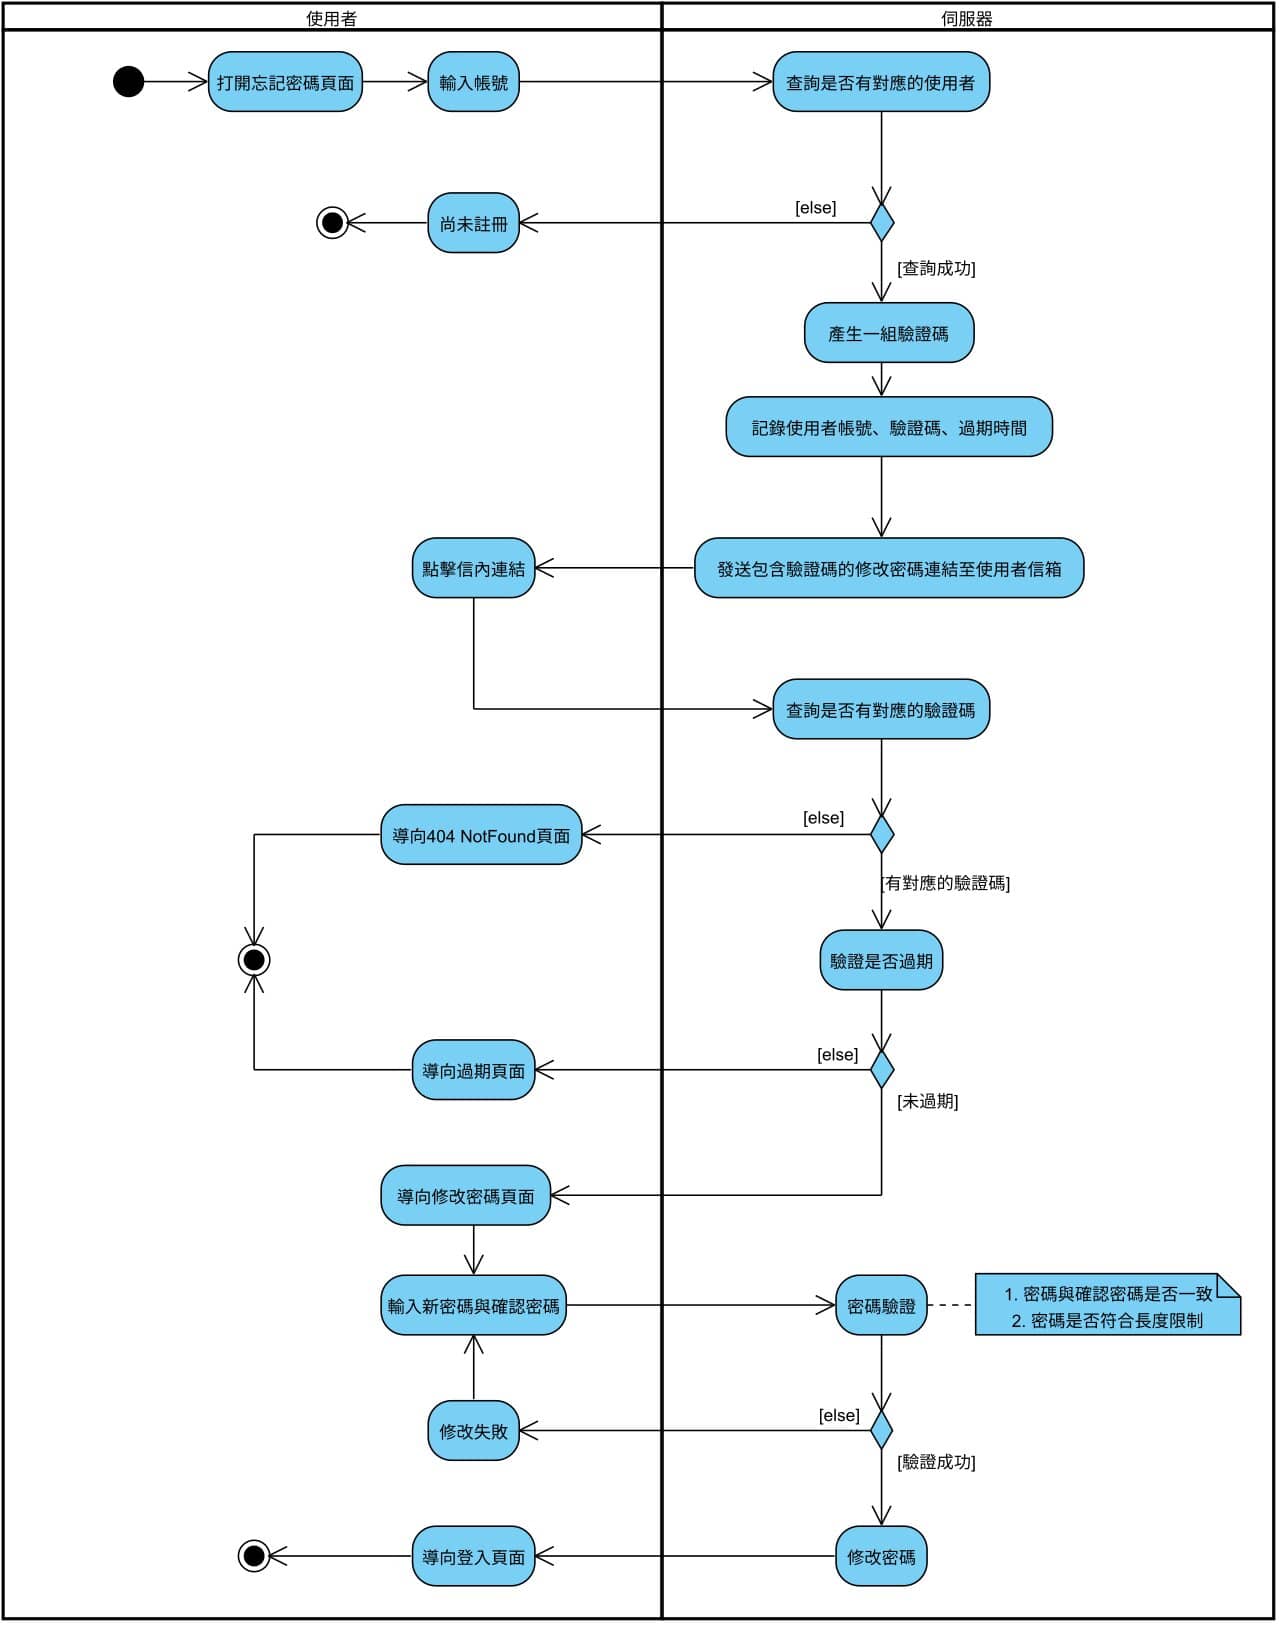 使用者
伺服器
打開忘記密碼頁面
輸入帳號
查詢是否有對應的使用者
[else]
尚未註冊
[查詢成功]
產生一組驗證碼
記錄使用者帳號、驗證碼、過期時間
點擊信內連結
發送包含驗證碼的修改密碼連結至使用者信箱
查詢是否有對應的驗證碼
[else]
導向404 NotFound頁面
[有對應的驗證碼]
驗證是否過期
[else]
導向過期頁面
[未過期]
導向修改密碼頁面
輸入新密碼與確認密碼
密碼驗證
1. 密碼與確認密碼是否一致
2. 密碼是否符合長度限制
[else]
修改失敗
[驗證成功]
導向登入頁面
修改密碼